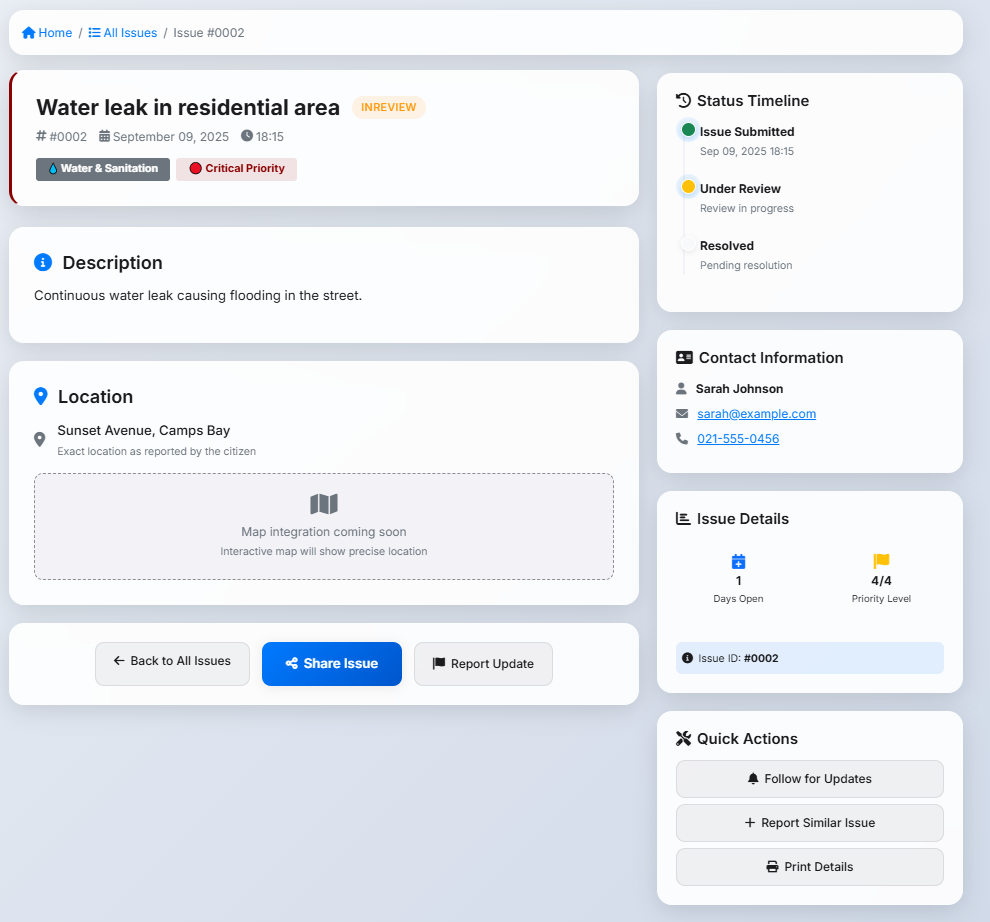 Home / All Issues / Issue #0002
Water leak in residential area INREVIEW
#0002 September 09, 2025 18:15
Water & Sanitation Critical Priority
Description
Continuous water leak causing flooding in the street.
Location
Sunset Avenue, Camps Bay
Exact location as reported by the citizen
Map integration coming soon
Interactive map will show precise location
Back to All Issues Share Issue Report Update
Status Timeline
Issue Submitted
Sep 09, 2025 18:15
Under Review
Review in progress
Resolved
Pending resolution
Contact Information
Sarah Johnson
sarah@example.com
021-555-0456
Issue Details
1 4/4
Days Open Priority Level
Issue ID: #0002
Quick Actions
Follow for Updates
Report Similar Issue
Print Details